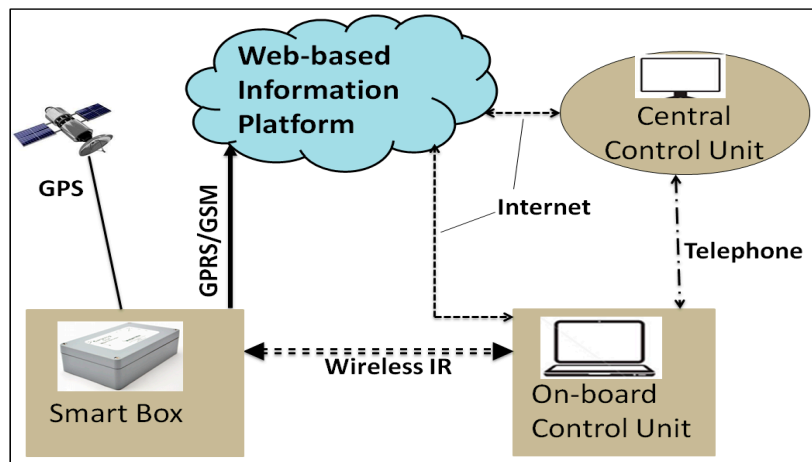 Web-based
Information
Platform
Central
Control Unit
GPS
GPRS/GSM
Internet
Telephone
Wireless IR
Smart Box
On-board
Control Unit